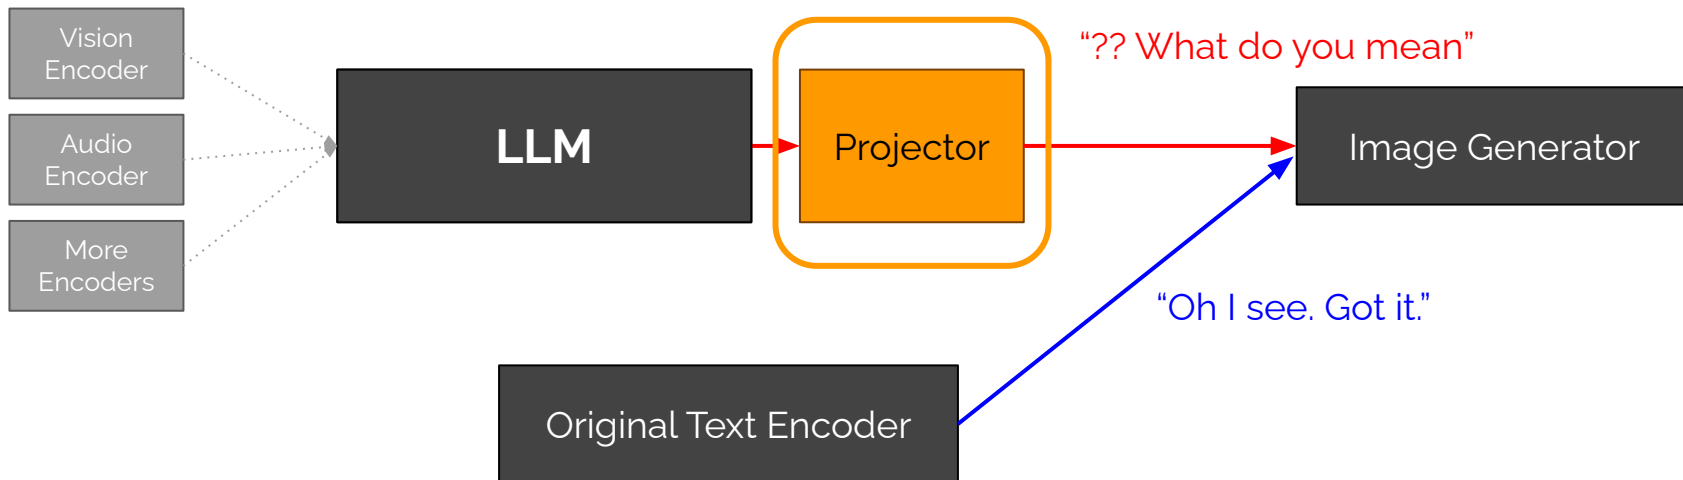 Vision
Encoder
Audio
Encoder
More
Encoders
LLM
Projector
“?? What do you mean”
Image Generator
“Oh I see. Got it.”
Original Text Encoder